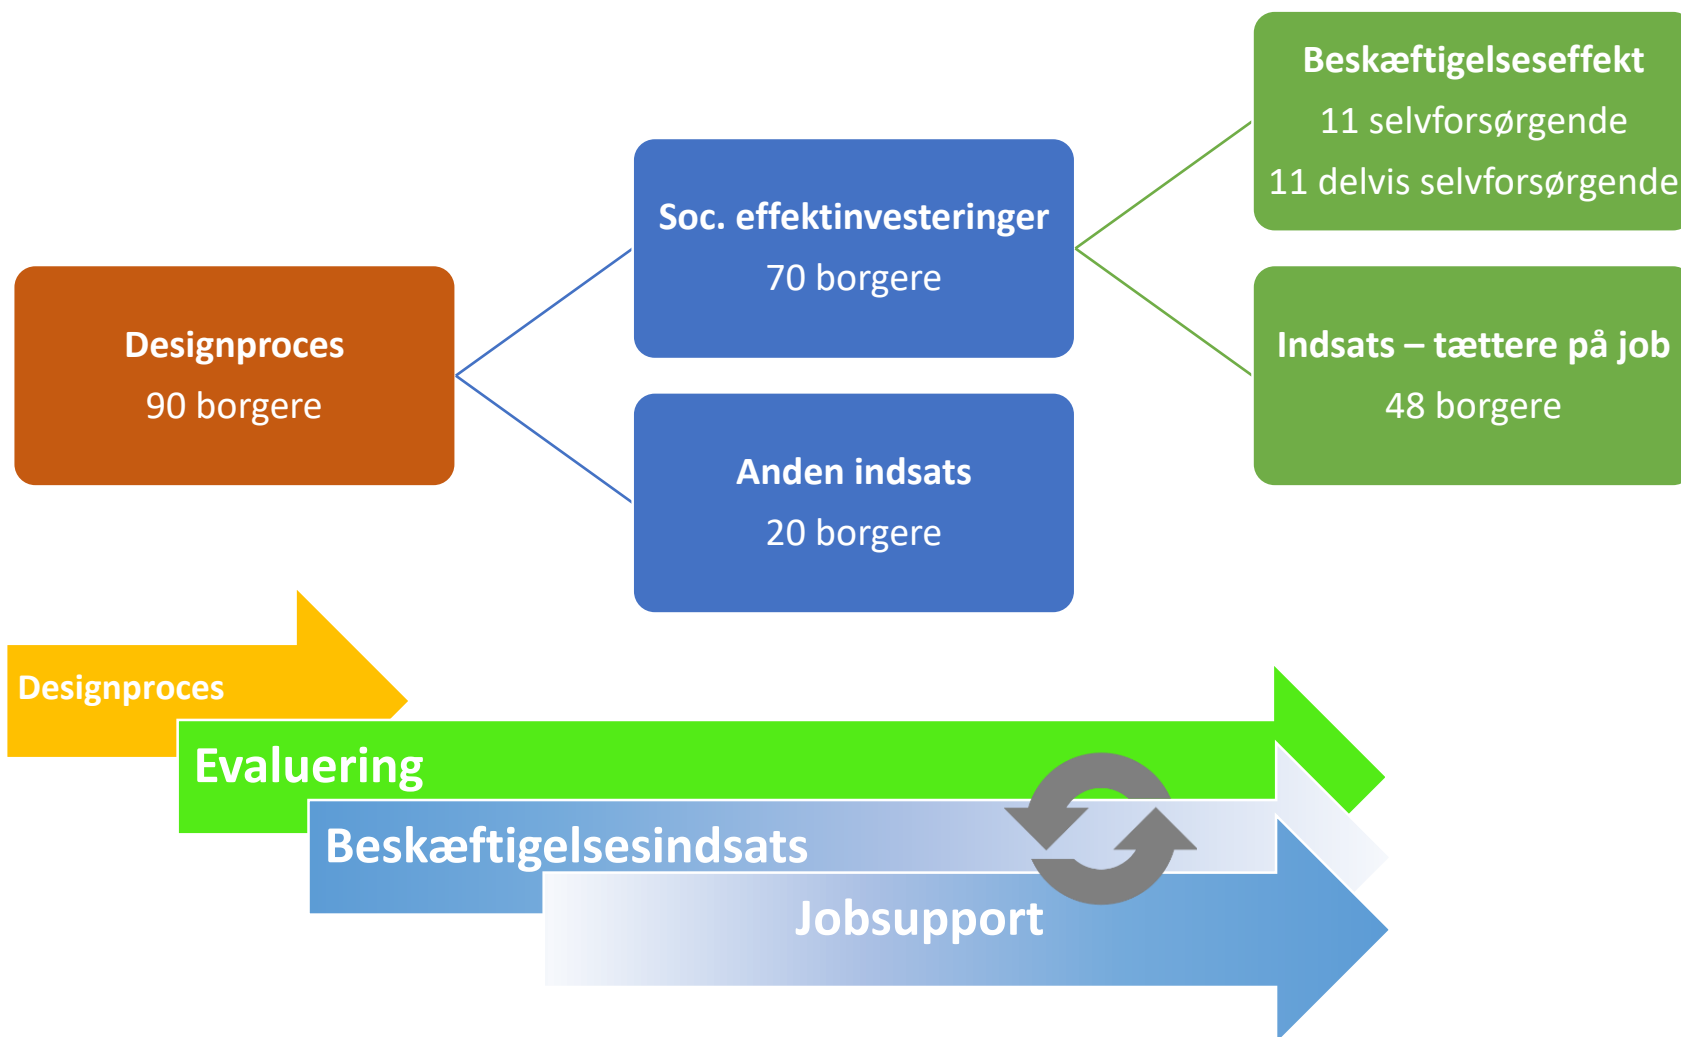 Designproces
90 borgere
Soc. effektinvesteringer
70 borgere
Anden indsats
20 borgere
Beskæftigelseseffekt
11 selvforsørgende
11 delvis selvforsørgende
Indsats – tættere på job
48 borgere
Designproces
Evaluering
Beskæftigelsesindsats
Jobsupport